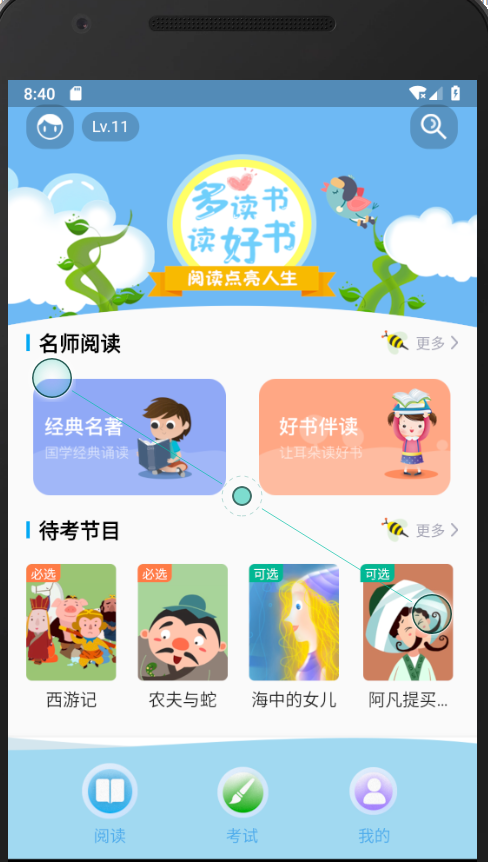 8:40
Lv.11
多读书
读好书
阅读点亮人生
名师阅读
更多
经典名著
国学经典诵读
好书伴读
让耳朵读好书
待考节目
更多
必选
必选
可选
可选
西游记
农夫与蛇
海中的女儿
阿凡提买...
阅读
考试
我的